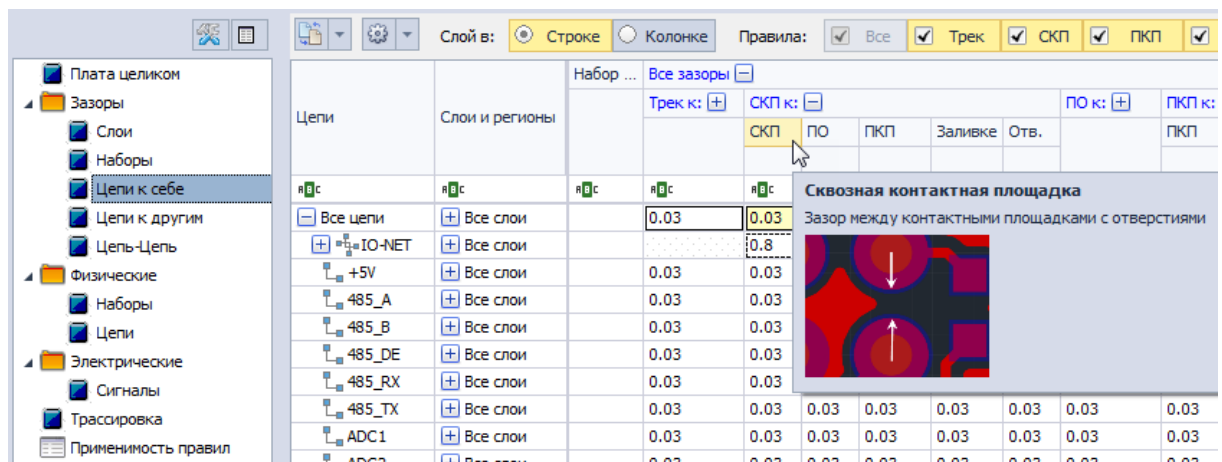 Слой в: Строке Колонке Правила: Все Трек СКП ПКП
Плата целиком
Зазоры
Слои
Наборы
Цепи к себе
Цепи к другим
Цепь-Цепь
Физические
Наборы
Цепи
Электрические
Сигналы
Трассировка
Применимость правил
Цепи Слои и регионы Набор ... Все зазоры
Трек к: СКП к: ПО к: ПКП к:
СКП ПО ПКП Заливке Отв. ПКП
ABC ABC ABC ABC ABC
Все цепи Все слои 0.03 0.03
IO-NET Все слои 0.8
+5V Все слои 0.03 0.03
485_A Все слои 0.03 0.03
485_B Все слои 0.03 0.03
485_DE Все слои 0.03 0.03
485_RX Все слои 0.03 0.03
485_TX Все слои 0.03 0.03 0.03 0.03 0.03 0.03 0.03 0.03
ADC1 Все слои 0.03 0.03 0.03 0.03 0.03 0.03 0.03 0.03
Сквозная контактная площадка
Зазор между контактными площадками с отверстиями